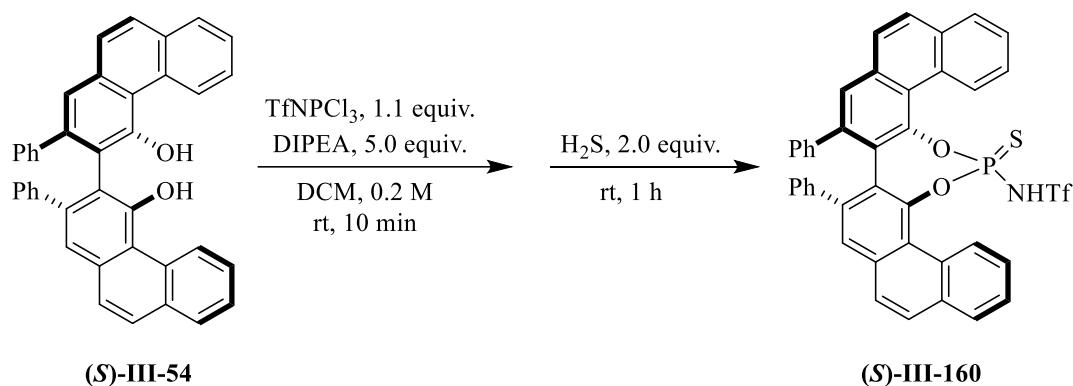 Ph
OH
Ph
OH
(S)-III-54
TfNPCl₃, 1.1 equiv.
DIPEA, 5.0 equiv.
DCM, 0.2 M
rt, 10 min
H₂S, 2.0 equiv.
rt, 1 h
Ph
O
S
P
Ph
O
NHTf
(S)-III-160